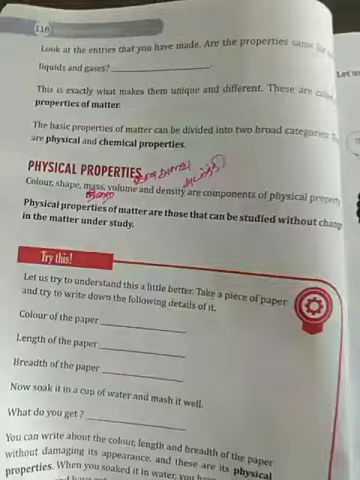 116
Look at the entries that you have made. Are the properties same for
liquids and gases?
This is exactly what makes them unique and different. These are called
properties of matter.
The basic properties of matter can be divided into two broad categories.
are physical and chemical properties.
PHYSICAL PROPERTIES
Colour, shape, mass, volume and density are components of physical property
Physical properties of matter are those that can be studied without
in the matter under study.
Try this!
Let us try to understand this a little better. Take a piece of paper
and try to write down the following details of it.
Colour of the paper
Length of the paper
Breadth of the paper
Now soak it in a cup of water and mash it well.
What do you get ?
You can write about the colour, length and breadth of the paper
without damaging its appearance, and these are its physical
properties. When you soaked it in water, you
Let us